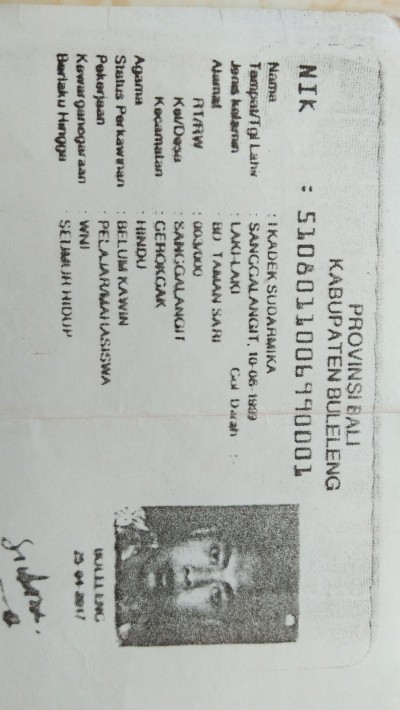 PROVINSI BALI
KABUPATEN BULELENG
NIK : 5108011006990001
Nama : I KADEK SUDARMIKA
Tempat/Tgl Lahir : SANGGALANGIT, 10-06-1999
Jenis kelamin : LAKI-LAKI Gol Darah :
Alamat : BD TAMAN SARI
RT/RW : 003/000
Kel/Desa : SANGGALANGIT
Kecamatan : GEROKGAK
Agama : HINDU
Status Perkawinan : BELUM KAWIN
Pekerjaan : PELAJAR/MAHASISWA
Kewarganegaraan : WNI
Berlaku Hingga : SEUMUR HIDUP
BULELENG
25-04-2017